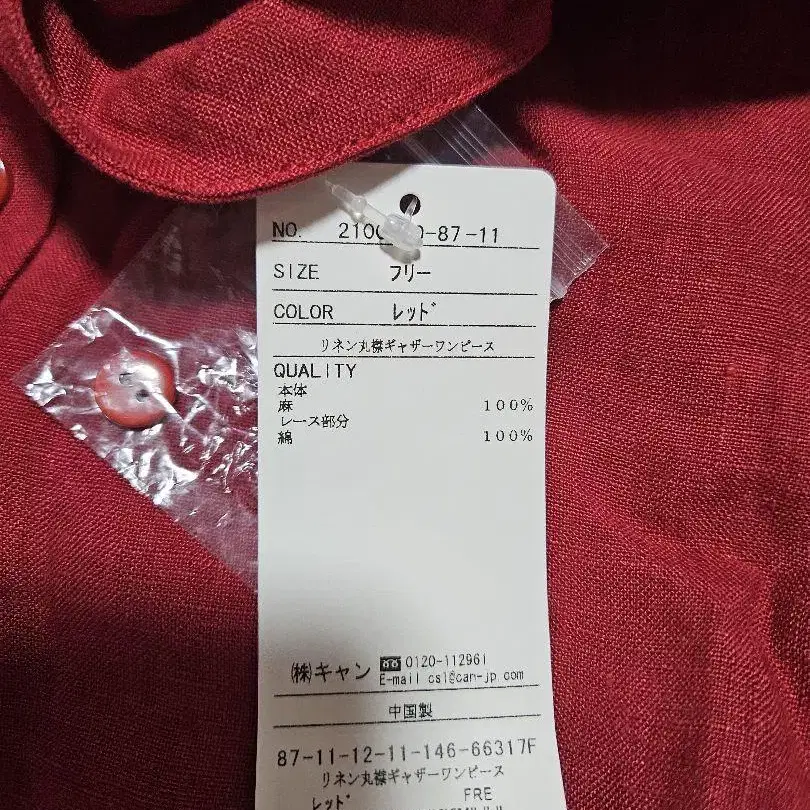 NO. 87-11
SIZE フリー
COLOR レッド
リネン丸襟ギャザーワンピース
QUALITY
本体
麻 100%
レース部分
綿 100%
(株)キャン 0120-112961
E-mail cs1@can-jp.com
中国製
87-11-12-11-146-66317F
リネン丸襟ギャザーワンピース
レッド FRE